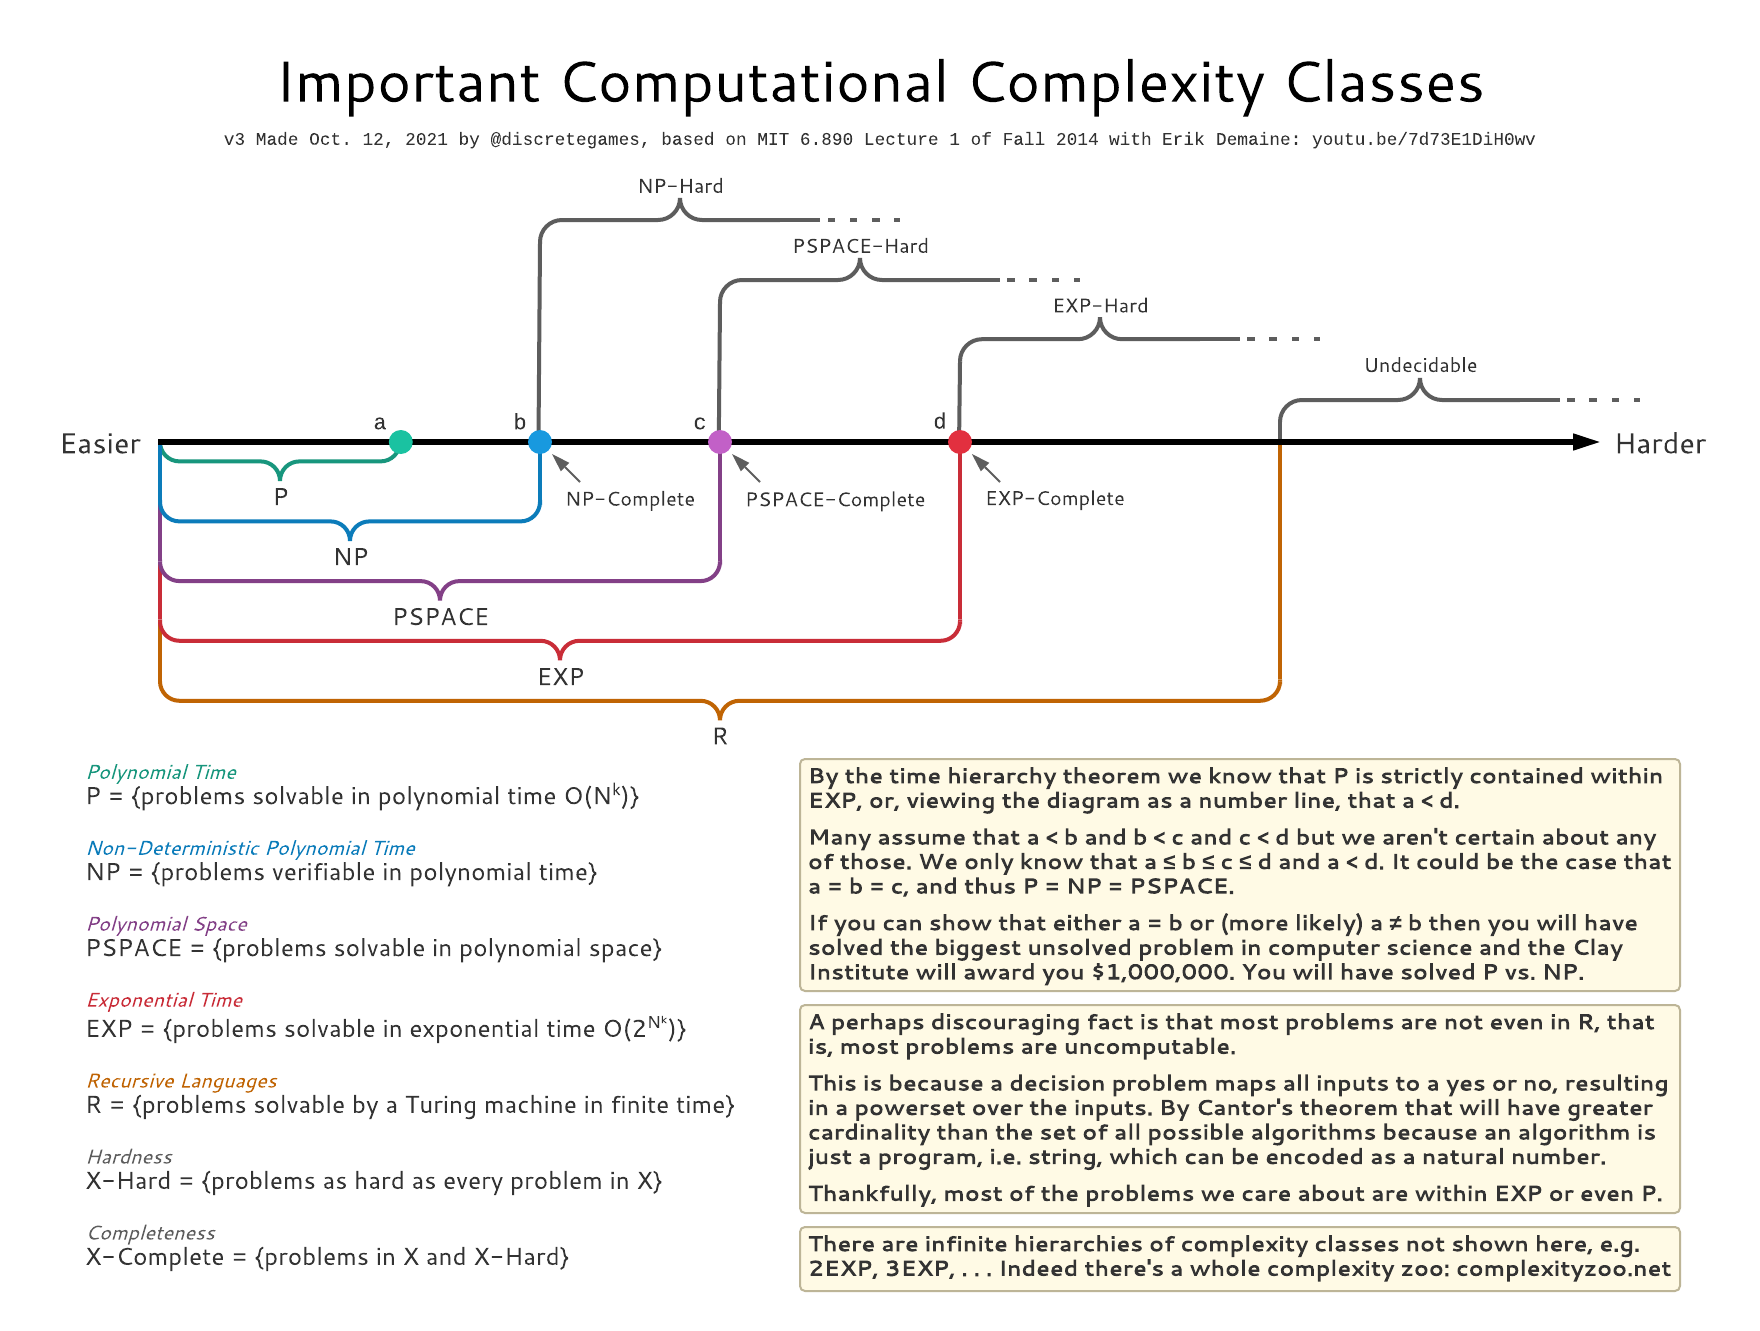 Important Computational Complexity Classes
v3 Made Oct. 12, 2021 by @discretegames, based on MIT 6.890 Lecture 1 of Fall 2014 with Erik Demaine: youtu.be/7d73E1DiH0wv
NP-Hard
PSPACE-Hard
EXP-Hard
Undecidable
a
b
c
d
Easier
Harder
P
NP-Complete
PSPACE-Complete
EXP-Complete
NP
PSPACE
EXP
R
Polynomial Time
P = {problems solvable in polynomial time O(Nᵏ)}
Non-Deterministic Polynomial Time
NP = {problems verifiable in polynomial time}
Polynomial Space
PSPACE = {problems solvable in polynomial space}
Exponential Time
EXP = {problems solvable in exponential time O(2^N^k)}
Recursive Languages
R = {problems solvable by a Turing machine in finite time}
Hardness
X-Hard = {problems as hard as every problem in X}
Completeness
X-Complete = {problems in X and X-Hard}
By the time hierarchy theorem we know that P is strictly contained within
EXP, or, viewing the diagram as a number line, that a < d.
Many assume that a < b and b < c and c < d but we aren't certain about any
of those. We only know that a ≤ b ≤ c ≤ d and a < d. It could be the case that
a = b = c, and thus P = NP = PSPACE.
If you can show that either a = b or (more likely) a ≠ b then you will have
solved the biggest unsolved problem in computer science and the Clay
Institute will award you $1,000,000. You will have solved P vs. NP.
A perhaps discouraging fact is that most problems are not even in R, that
is, most problems are uncomputable.
This is because a decision problem maps all inputs to a yes or no, resulting
in a powerset over the inputs. By Cantor's theorem that will have greater
cardinality than the set of all possible algorithms because an algorithm is
just a program, i.e. string, which can be encoded as a natural number.
Thankfully, most of the problems we care about are within EXP or even P.
There are infinite hierarchies of complexity classes not shown here, e.g.
2EXP, 3EXP, . . . Indeed there's a whole complexity zoo: complexityzoo.net